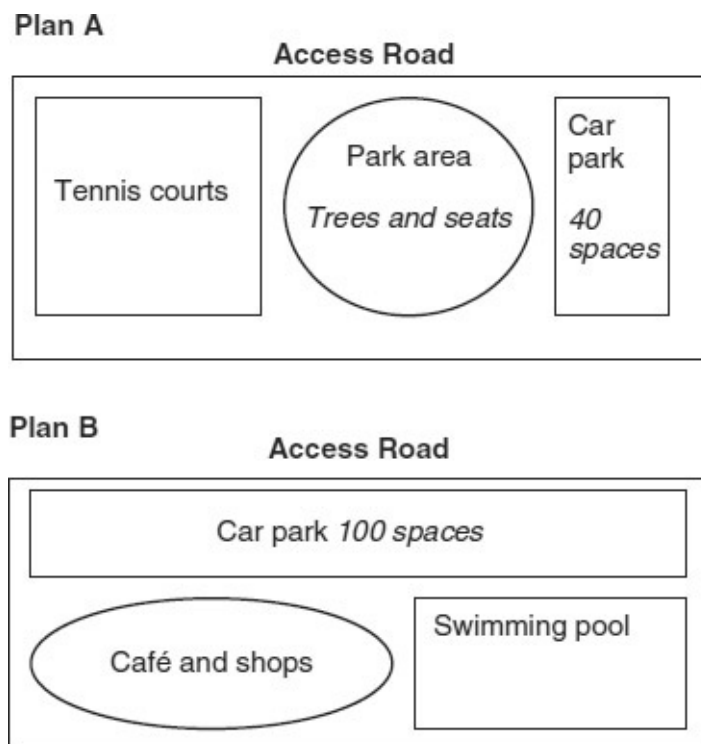 Plan A
Access Road
Tennis courts
Park area
Trees and seats
Car
park
40
spaces
Plan B
Access Road
Car park 100 spaces
Café and shops
Swimming pool